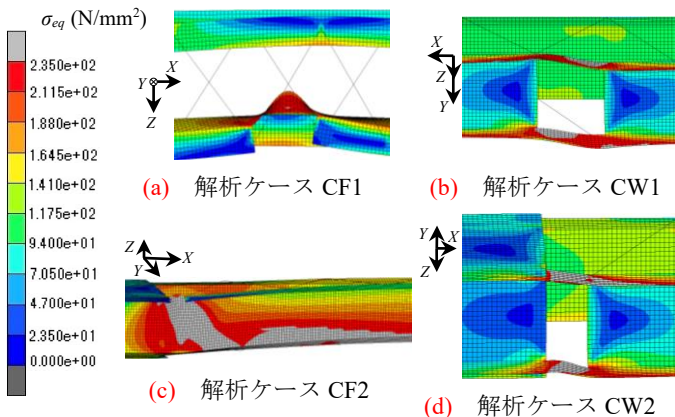 σeq (N/mm²)
2.350e+02
2.115e+02
1.880e+02
1.645e+02
1.410e+02
1.175e+02
9.400e+01
7.050e+01
4.700e+01
2.350e+01
0.000e+00
Y X
Z
(a) 解析ケース CF1
X
Z
Y
(b) 解析ケース CW1
Z
X
Y
(c) 解析ケース CF2
Y
X
Z
(d) 解析ケース CW2